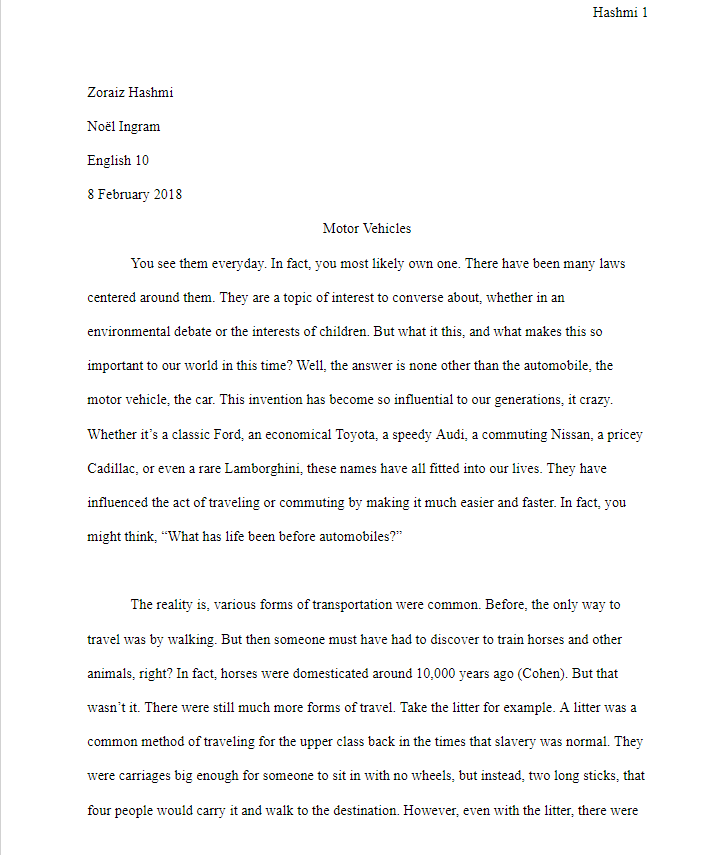 Hashmi 1
Zoraiz Hashmi
Noël Ingram
English 10
8 February 2018
Motor Vehicles
You see them everyday. In fact, you most likely own one. There have been many laws
centered around them. They are a topic of interest to converse about, whether in an
environmental debate or the interests of children. But what it this, and what makes this so
important to our world in this time? Well, the answer is none other than the automobile, the
motor vehicle, the car. This invention has become so influential to our generations, it crazy.
Whether it’s a classic Ford, an economical Toyota, a speedy Audi, a commuting Nissan, a pricey
Cadillac, or even a rare Lamborghini, these names have all fitted into our lives. They have
influenced the act of traveling or commuting by making it much easier and faster. In fact, you
might think, “What has life been before automobiles?”
The reality is, various forms of transportation were common. Before, the only way to
travel was by walking. But then someone must have had to discover to train horses and other
animals, right? In fact, horses were domesticated around 10,000 years ago (Cohen). But that
wasn’t it. There were still much more forms of travel. Take the litter for example. A litter was a
common method of traveling for the upper class back in the times that slavery was normal. They
were carriages big enough for someone to sit in with no wheels, but instead, two long sticks, that
four people would carry it and walk to the destination. However, even with the litter, there were